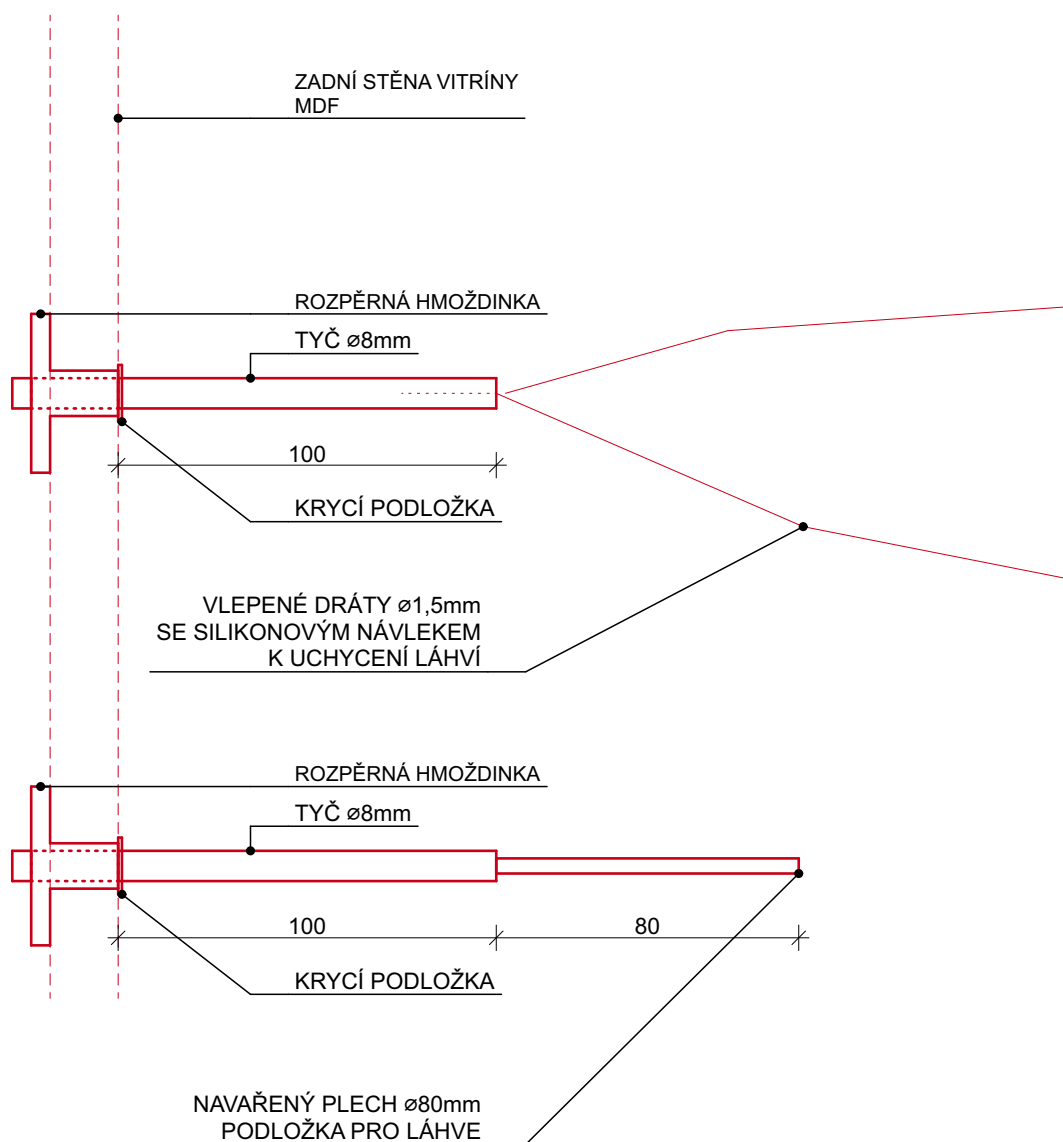 ZADNÍ STĚNA VITRÍNY
MDF
ROZPĚRNÁ HMOŽDINKA
TYČ ⌀8mm
100
KRYCÍ PODLOŽKA
VLEPENÉ DRÁTY ⌀1,5mm
SE SILIKONOVÝM NÁVLEKEM
K UCHYCENÍ LÁHVÍ
ROZPĚRNÁ HMOŽDINKA
TYČ ⌀8mm
100
80
KRYCÍ PODLOŽKA
NAVAŘENÝ PLECH ⌀80mm
PODLOŽKA PRO LÁHVE